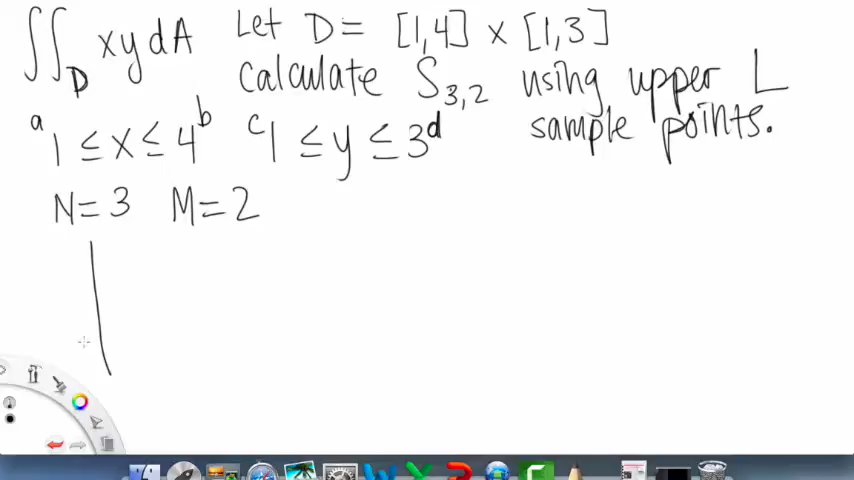 ∬_D xy dA Let D = [1,4] x [1,3]
Calculate S_{3,2} using upper L
a 1 ≤ x ≤ 4 b c 1 ≤ y ≤ 3 d sample points.
N = 3 M = 2